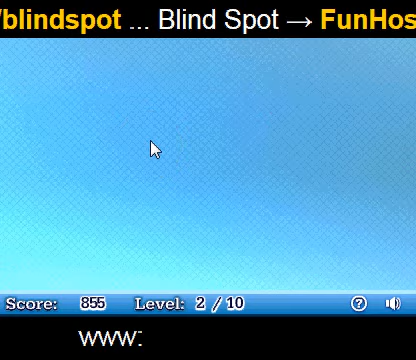 /blindspot ... Blind Spot → FunHos
Score: 855 Level: 2 / 10 ?
www: